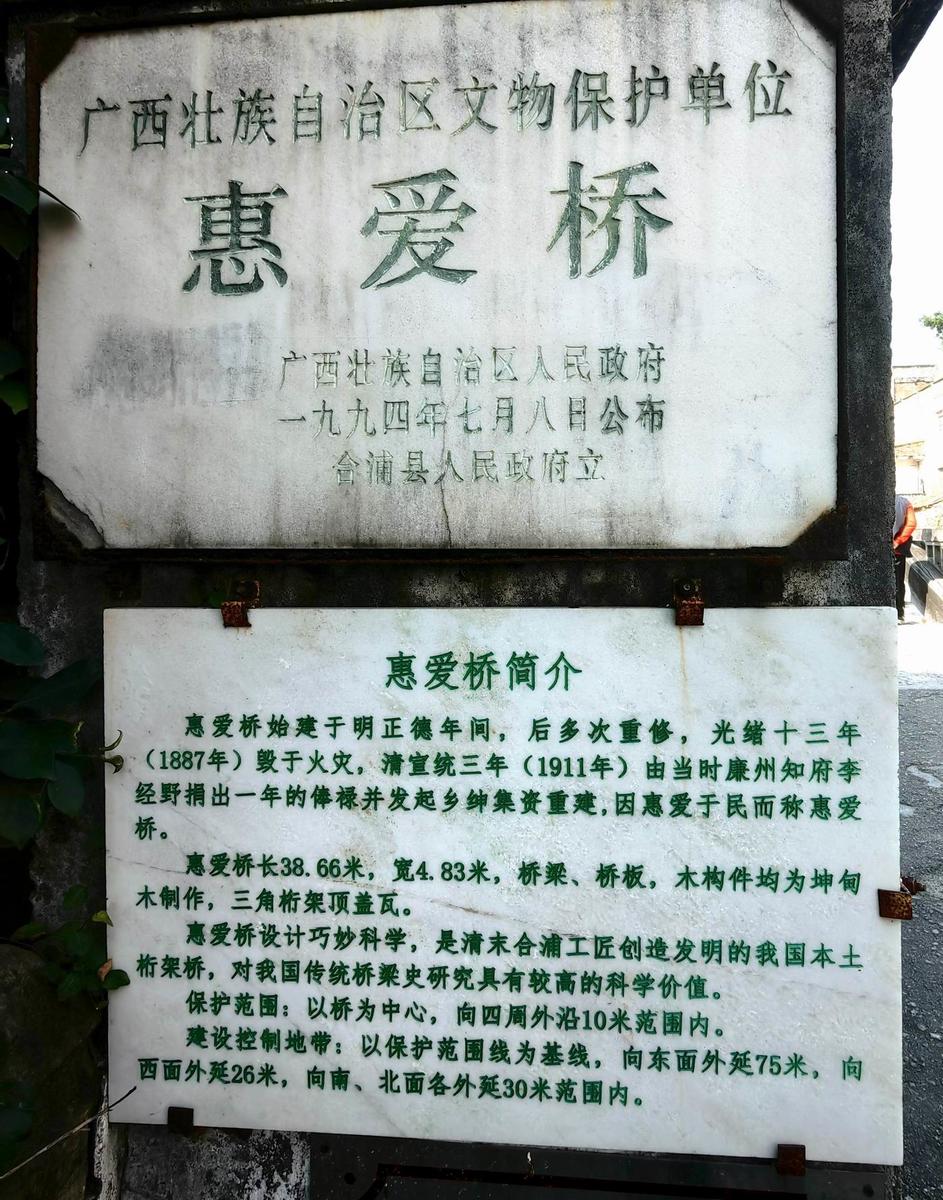 广西壮族自治区文物保护单位
惠爱桥
广西壮族自治区人民政府
一九九四年七月八日公布
合浦县人民政府立
惠爱桥简介
惠爱桥始建于明正德年间，后多次重修，光绪十三年
（1887年）毁于火灾，清宣统三年（1911年）由当时廉州知府李
经野捐出一年的俸禄并发起乡绅集资重建,因惠爱于民而称惠爱
桥。
惠爱桥长38.66米，宽4.83米，桥梁、桥板，木构件均为坤甸
木制作，三角桁架顶盖瓦。
惠爱桥设计巧妙科学，是清末合浦工匠创造发明的我国本土
桁架桥，对我国传统桥梁史研究具有较高的科学价值。
保护范围：以桥为中心，向四周外沿10米范围内。
建设控制地带：以保护范围线为基线，向东面外延75米，向
西面外延26米，向南、北面各外延30米范围内。